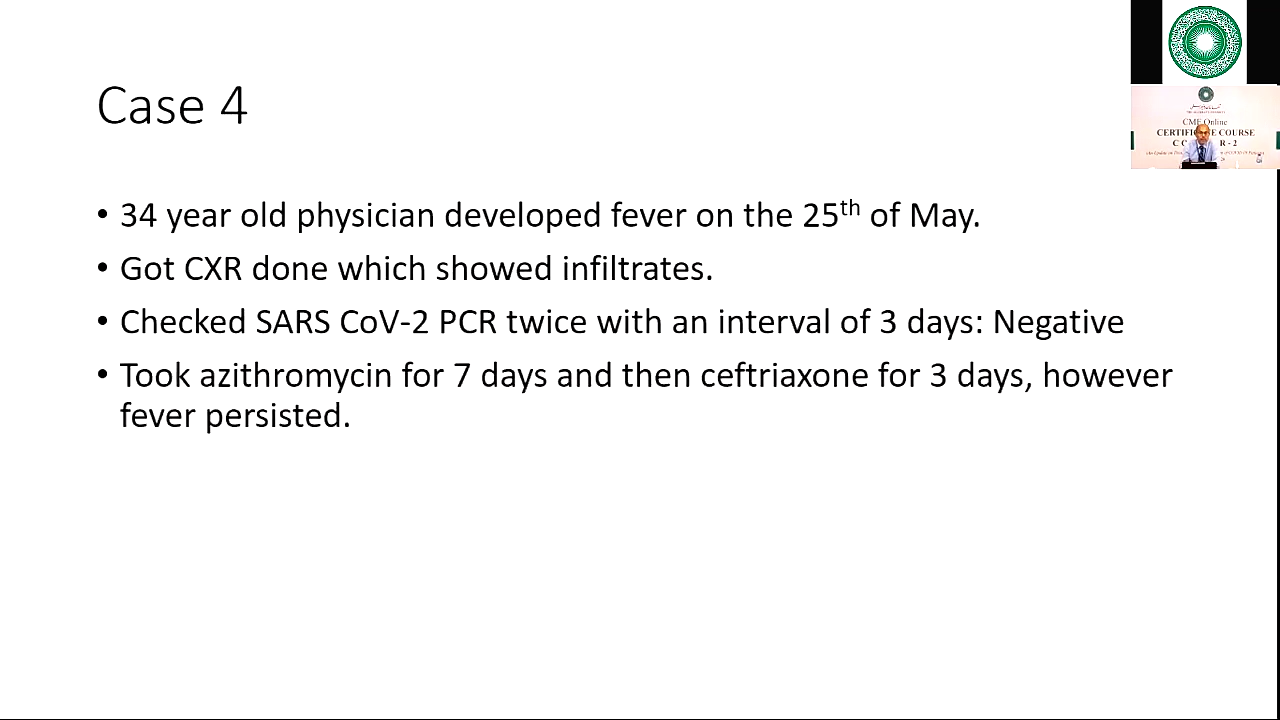 Case 4
• 34 year old physician developed fever on the 25th of May.
• Got CXR done which showed infiltrates.
• Checked SARS CoV-2 PCR twice with an interval of 3 days: Negative
• Took azithromycin for 7 days and then ceftriaxone for 3 days, however
fever persisted.
CME Online
COURSE